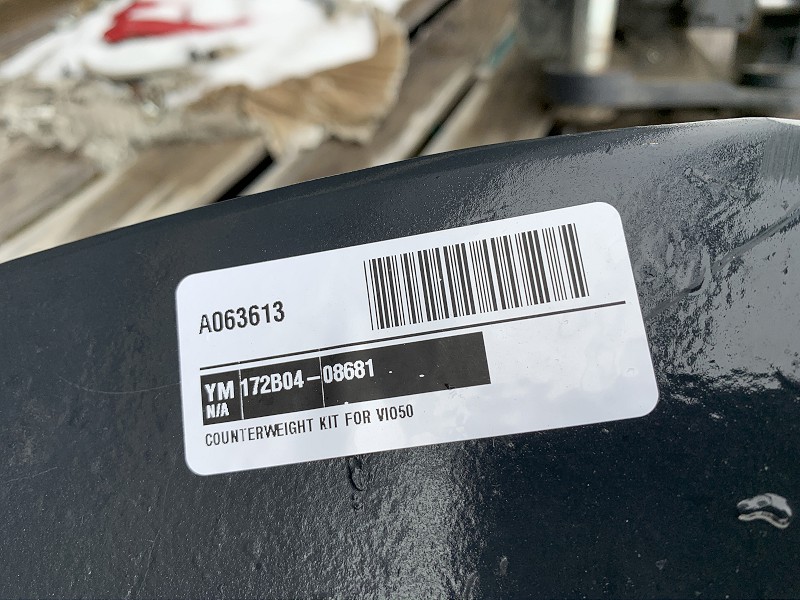 A063613
YM 172B04-08681
N/A
COUNTERWEIGHT KIT FOR VIO50